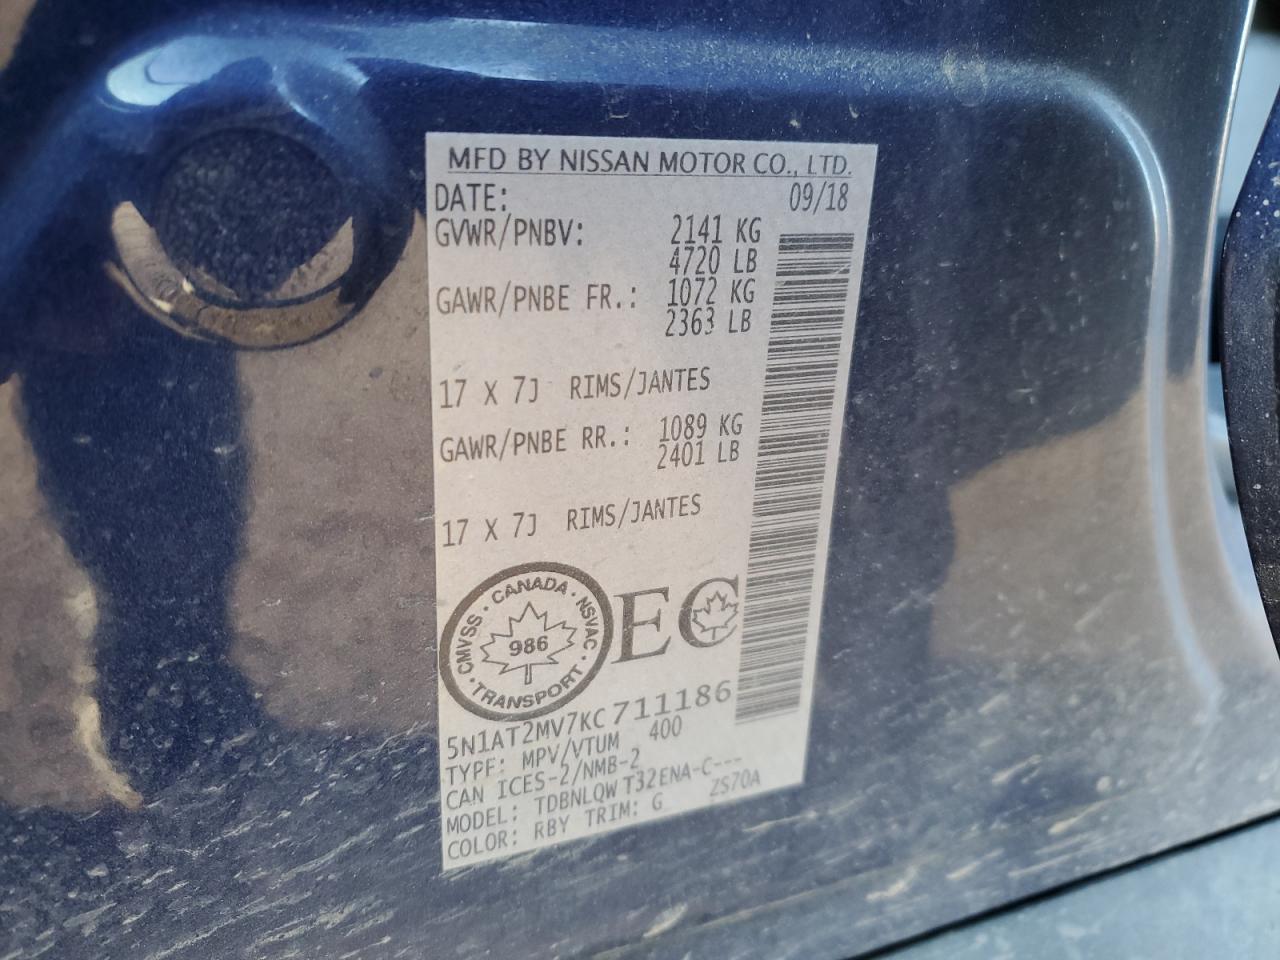 MFD BY NISSAN MOTOR CO., LTD.
DATE: 09/18
GVWR/PNBV: 2141 KG
4720 LB
GAWR/PNBE FR.: 1072 KG
2363 LB
17 X 7J RIMS/JANTES
GAWR/PNBE RR.: 1089 KG
2401 LB
17 X 7J RIMS/JANTES
CMVSS · CANADA · NSVAC · TRANSPORT ·
986
EC
5N1AT2MV7KC711186
TYPE: MPV/VTUM 400
CAN ICES-2/NMB-2
MODEL: TDBNLQW T32ENA-C---
COLOR: RBY TRIM: G ZS70A